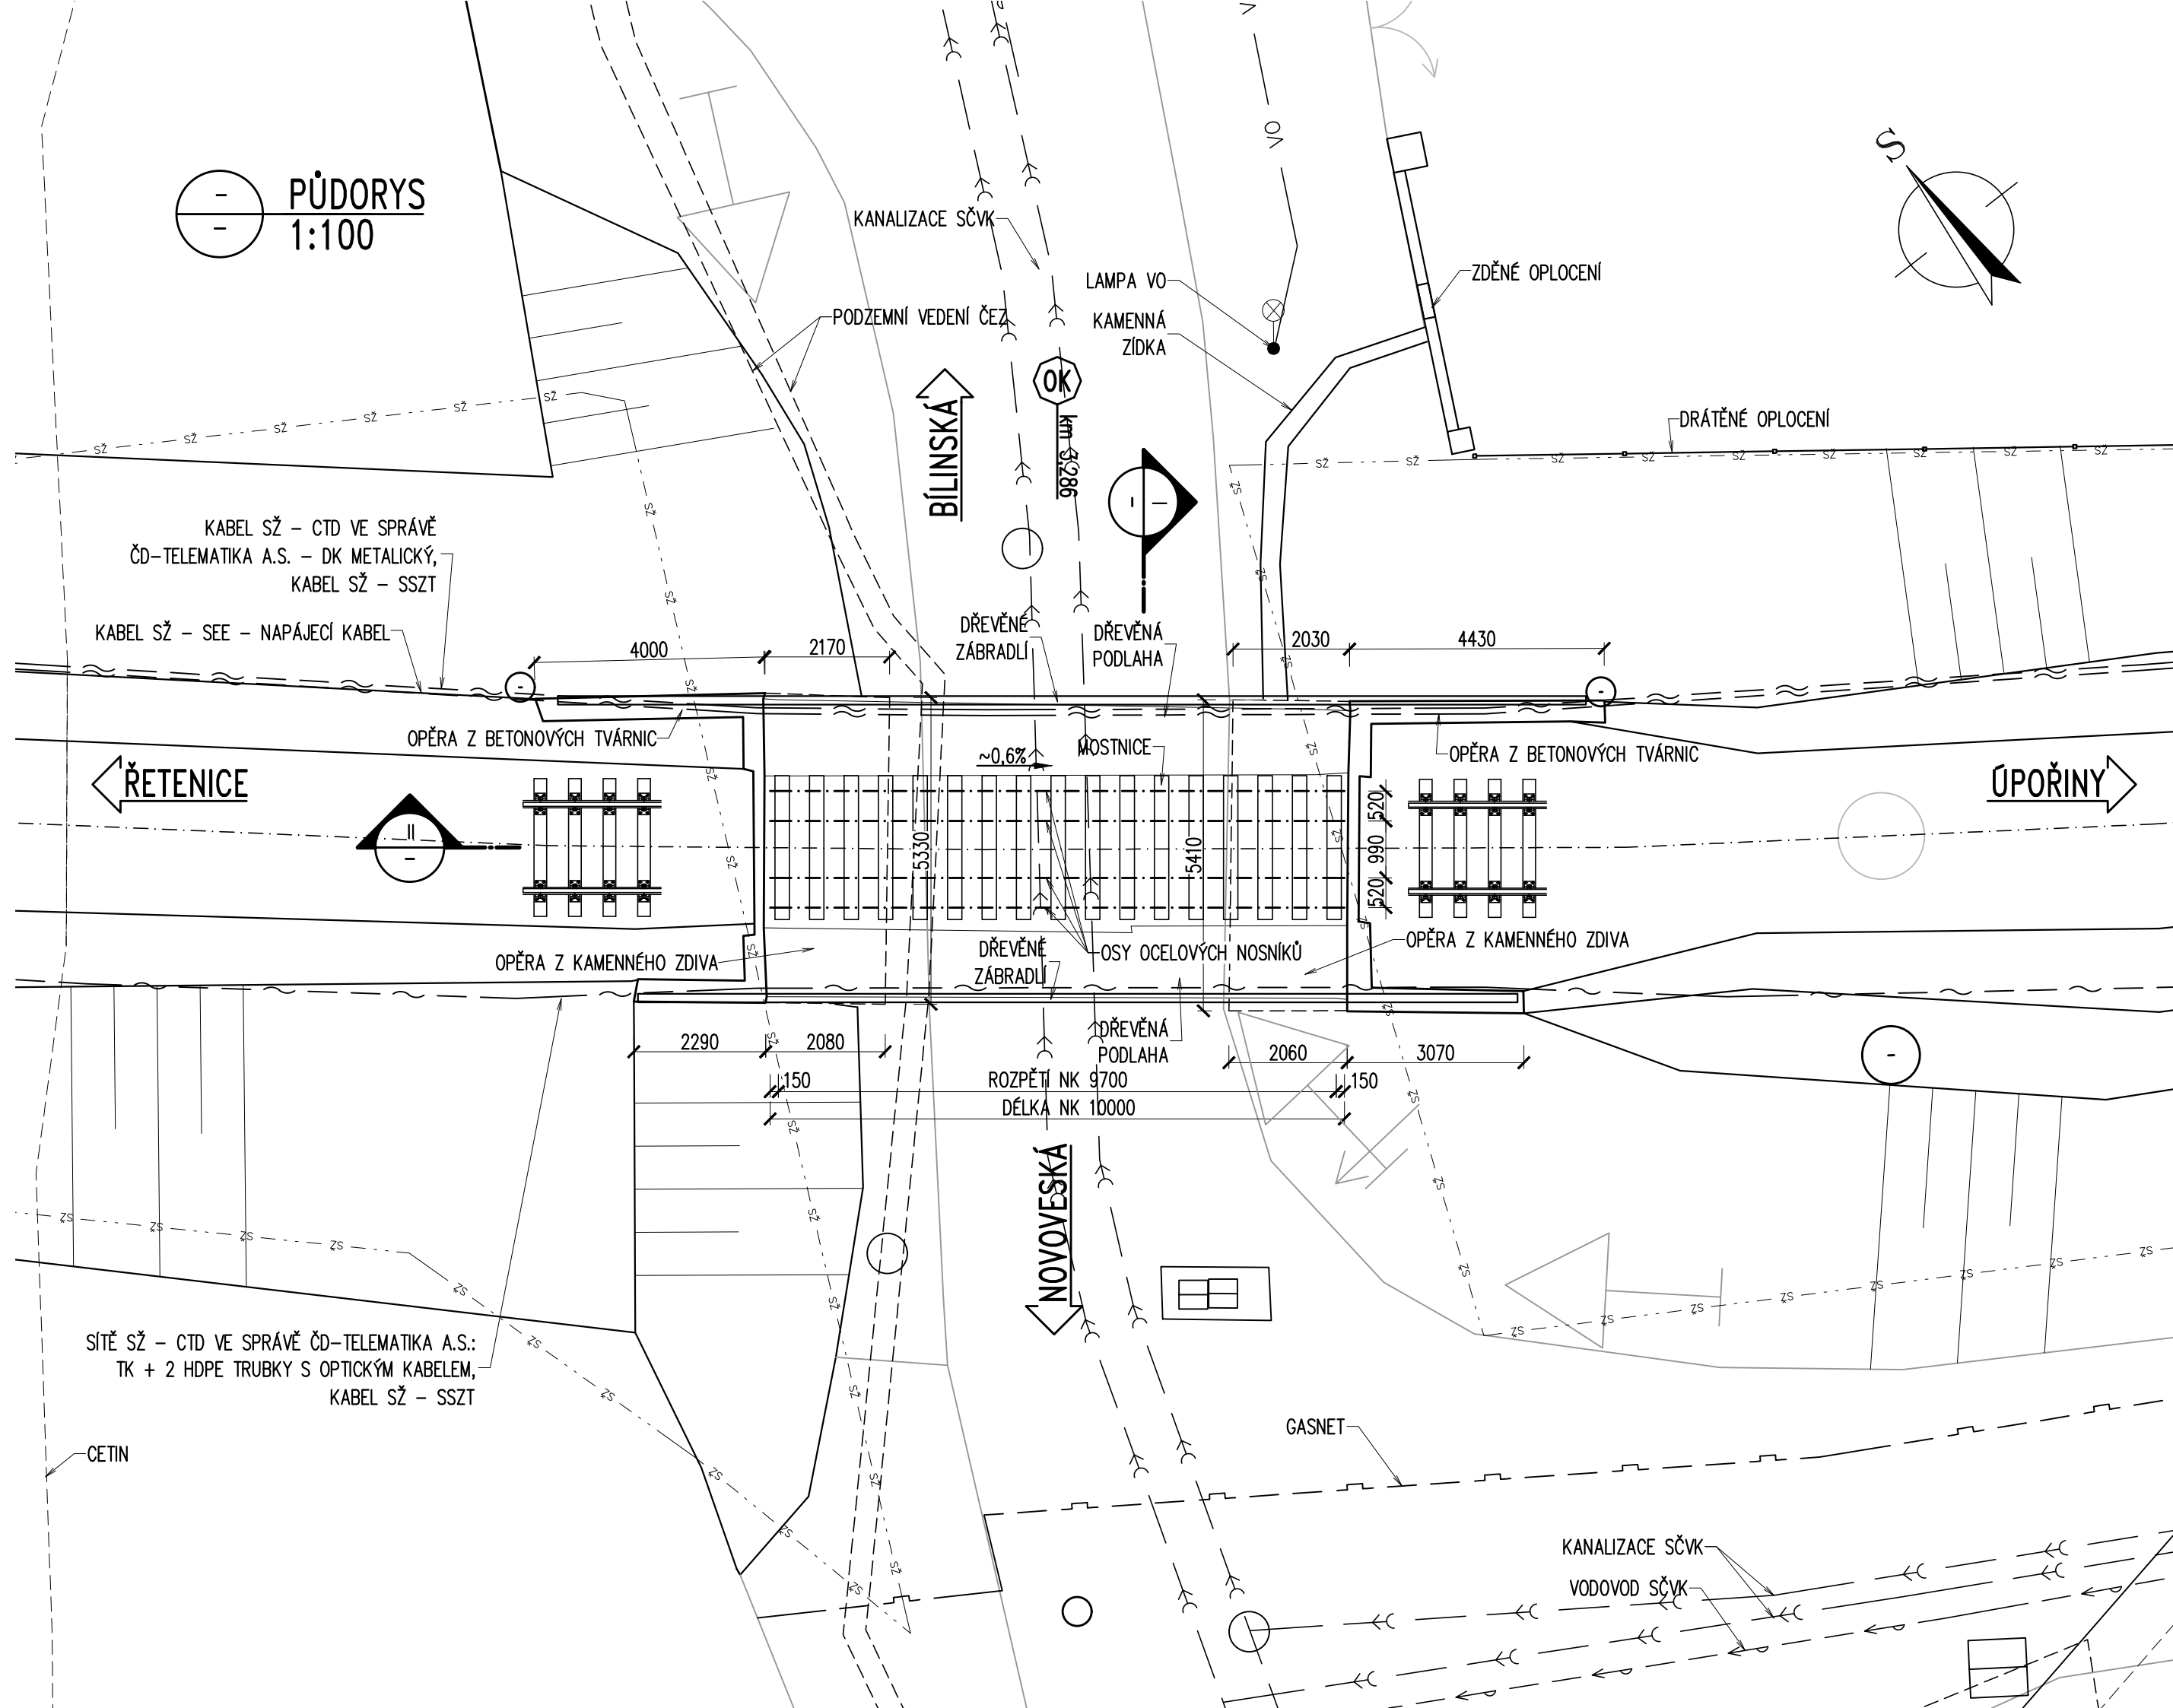 PŮDORYS
1:100
S
KANALIZACE SČVK
LAMPA VO
KAMENNÁ
ZÍDKA
ZDĚNÉ OPLOCENÍ
PODZEMNÍ VEDENÍ ČEZ
DRÁTĚNÉ OPLOCENÍ
BÍLINSKÁ
OK
km 3,286
KABEL SŽ – CTD VE SPRÁVĚ
ČD–TELEMATIKA A.S. – DK METALICKÝ,
KABEL SŽ – SSZT
KABEL SŽ – SEE – NAPÁJECÍ KABEL
4000
2170
DŘEVĚNÉ
ZÁBRADLÍ
DŘEVĚNÁ
PODLAHA
2030
4430
OPĚRA Z BETONOVÝCH TVÁRNIC
~0,6%
MOSTNICE
OPĚRA Z BETONOVÝCH TVÁRNIC
ŘETENICE
ÚPOŘINY
II
5330
5410
520
990
520
OPĚRA Z KAMENNÉHO ZDIVA
DŘEVĚNÉ
ZÁBRADLÍ
OSY OCELOVÝCH NOSNÍKŮ
OPĚRA Z KAMENNÉHO ZDIVA
DŘEVĚNÁ
PODLAHA
2290
2080
2060
3070
150
ROZPĚTÍ NK 9700
150
DÉLKA NK 10000
NOVOVESKÁ
SÍTĚ SŽ – CTD VE SPRÁVĚ ČD–TELEMATIKA A.S.:
TK + 2 HDPE TRUBKY S OPTICKÝM KABELEM,
KABEL SŽ – SSZT
CETIN
GASNET
KANALIZACE SČVK
VODOVOD SČVK